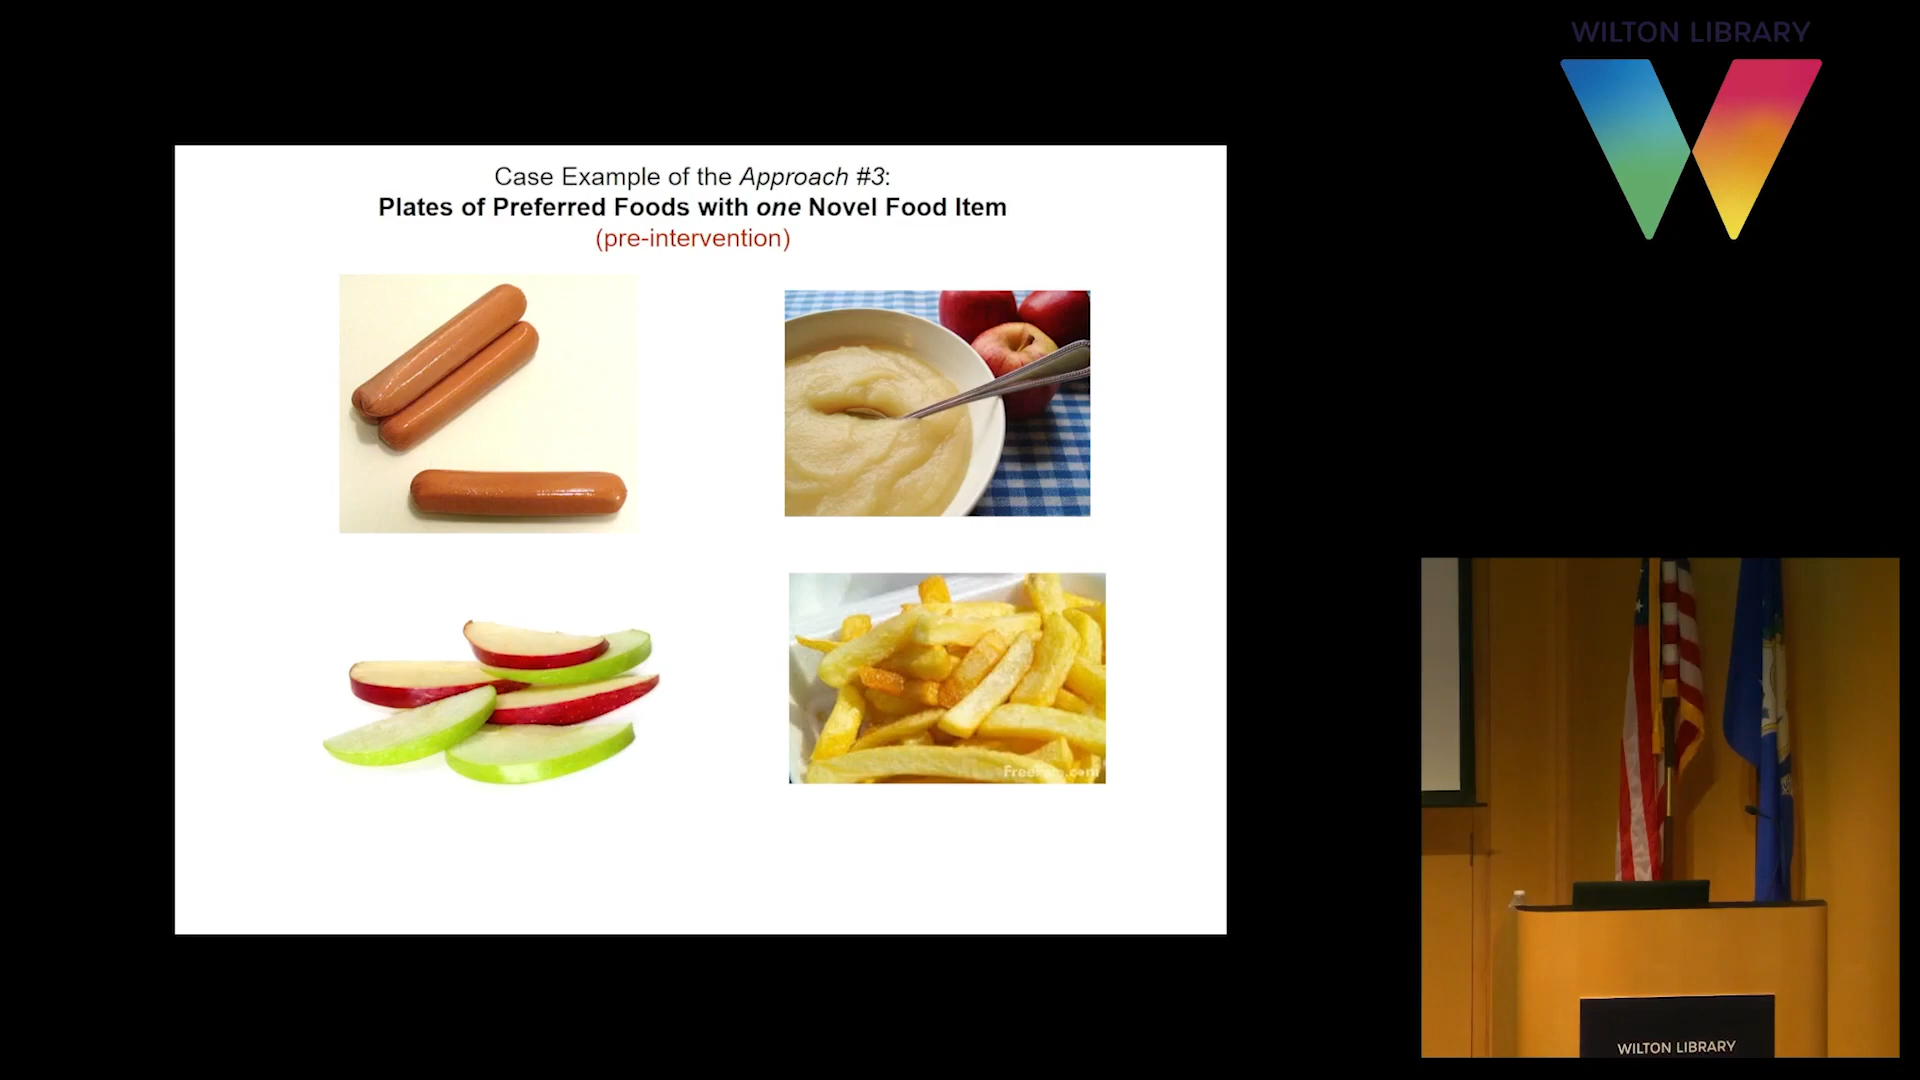 WILTON LIBRARY
Case Example of the Approach #3:
Plates of Preferred Foods with one Novel Food Item
(pre-intervention)
WILTON LIBRARY